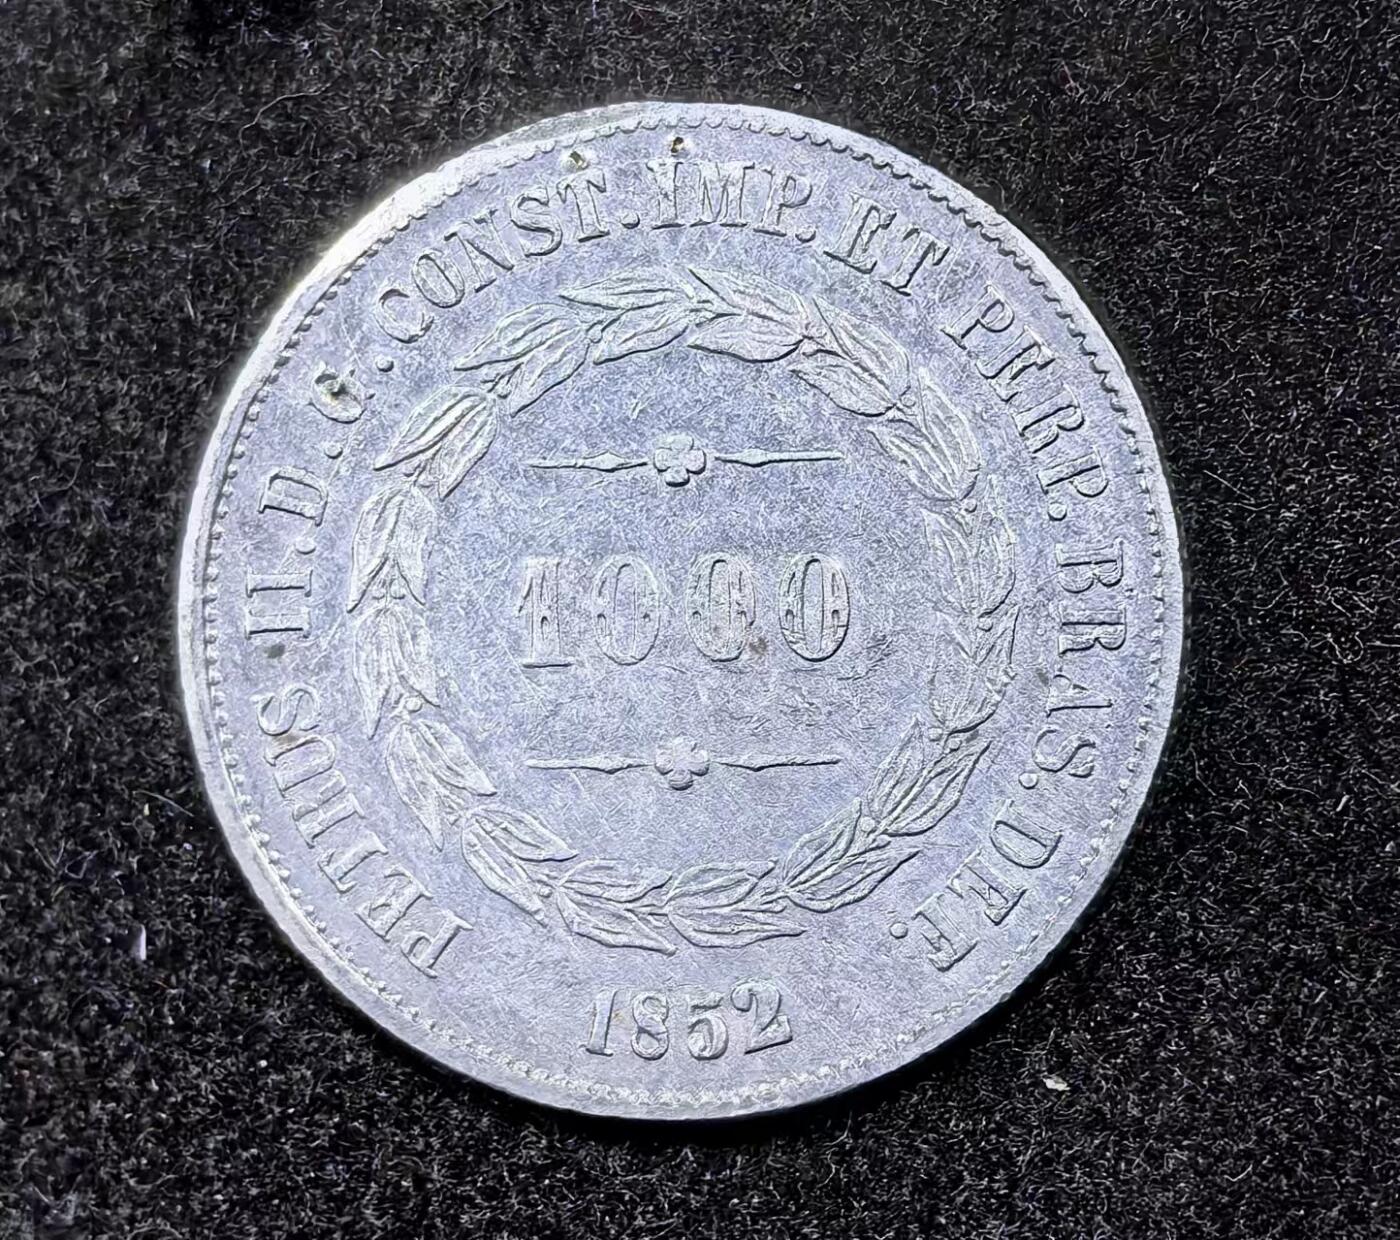 PETRUS II. D. G. CONST. IMP. ET PERP. BRAS. DEF.
1000
1852